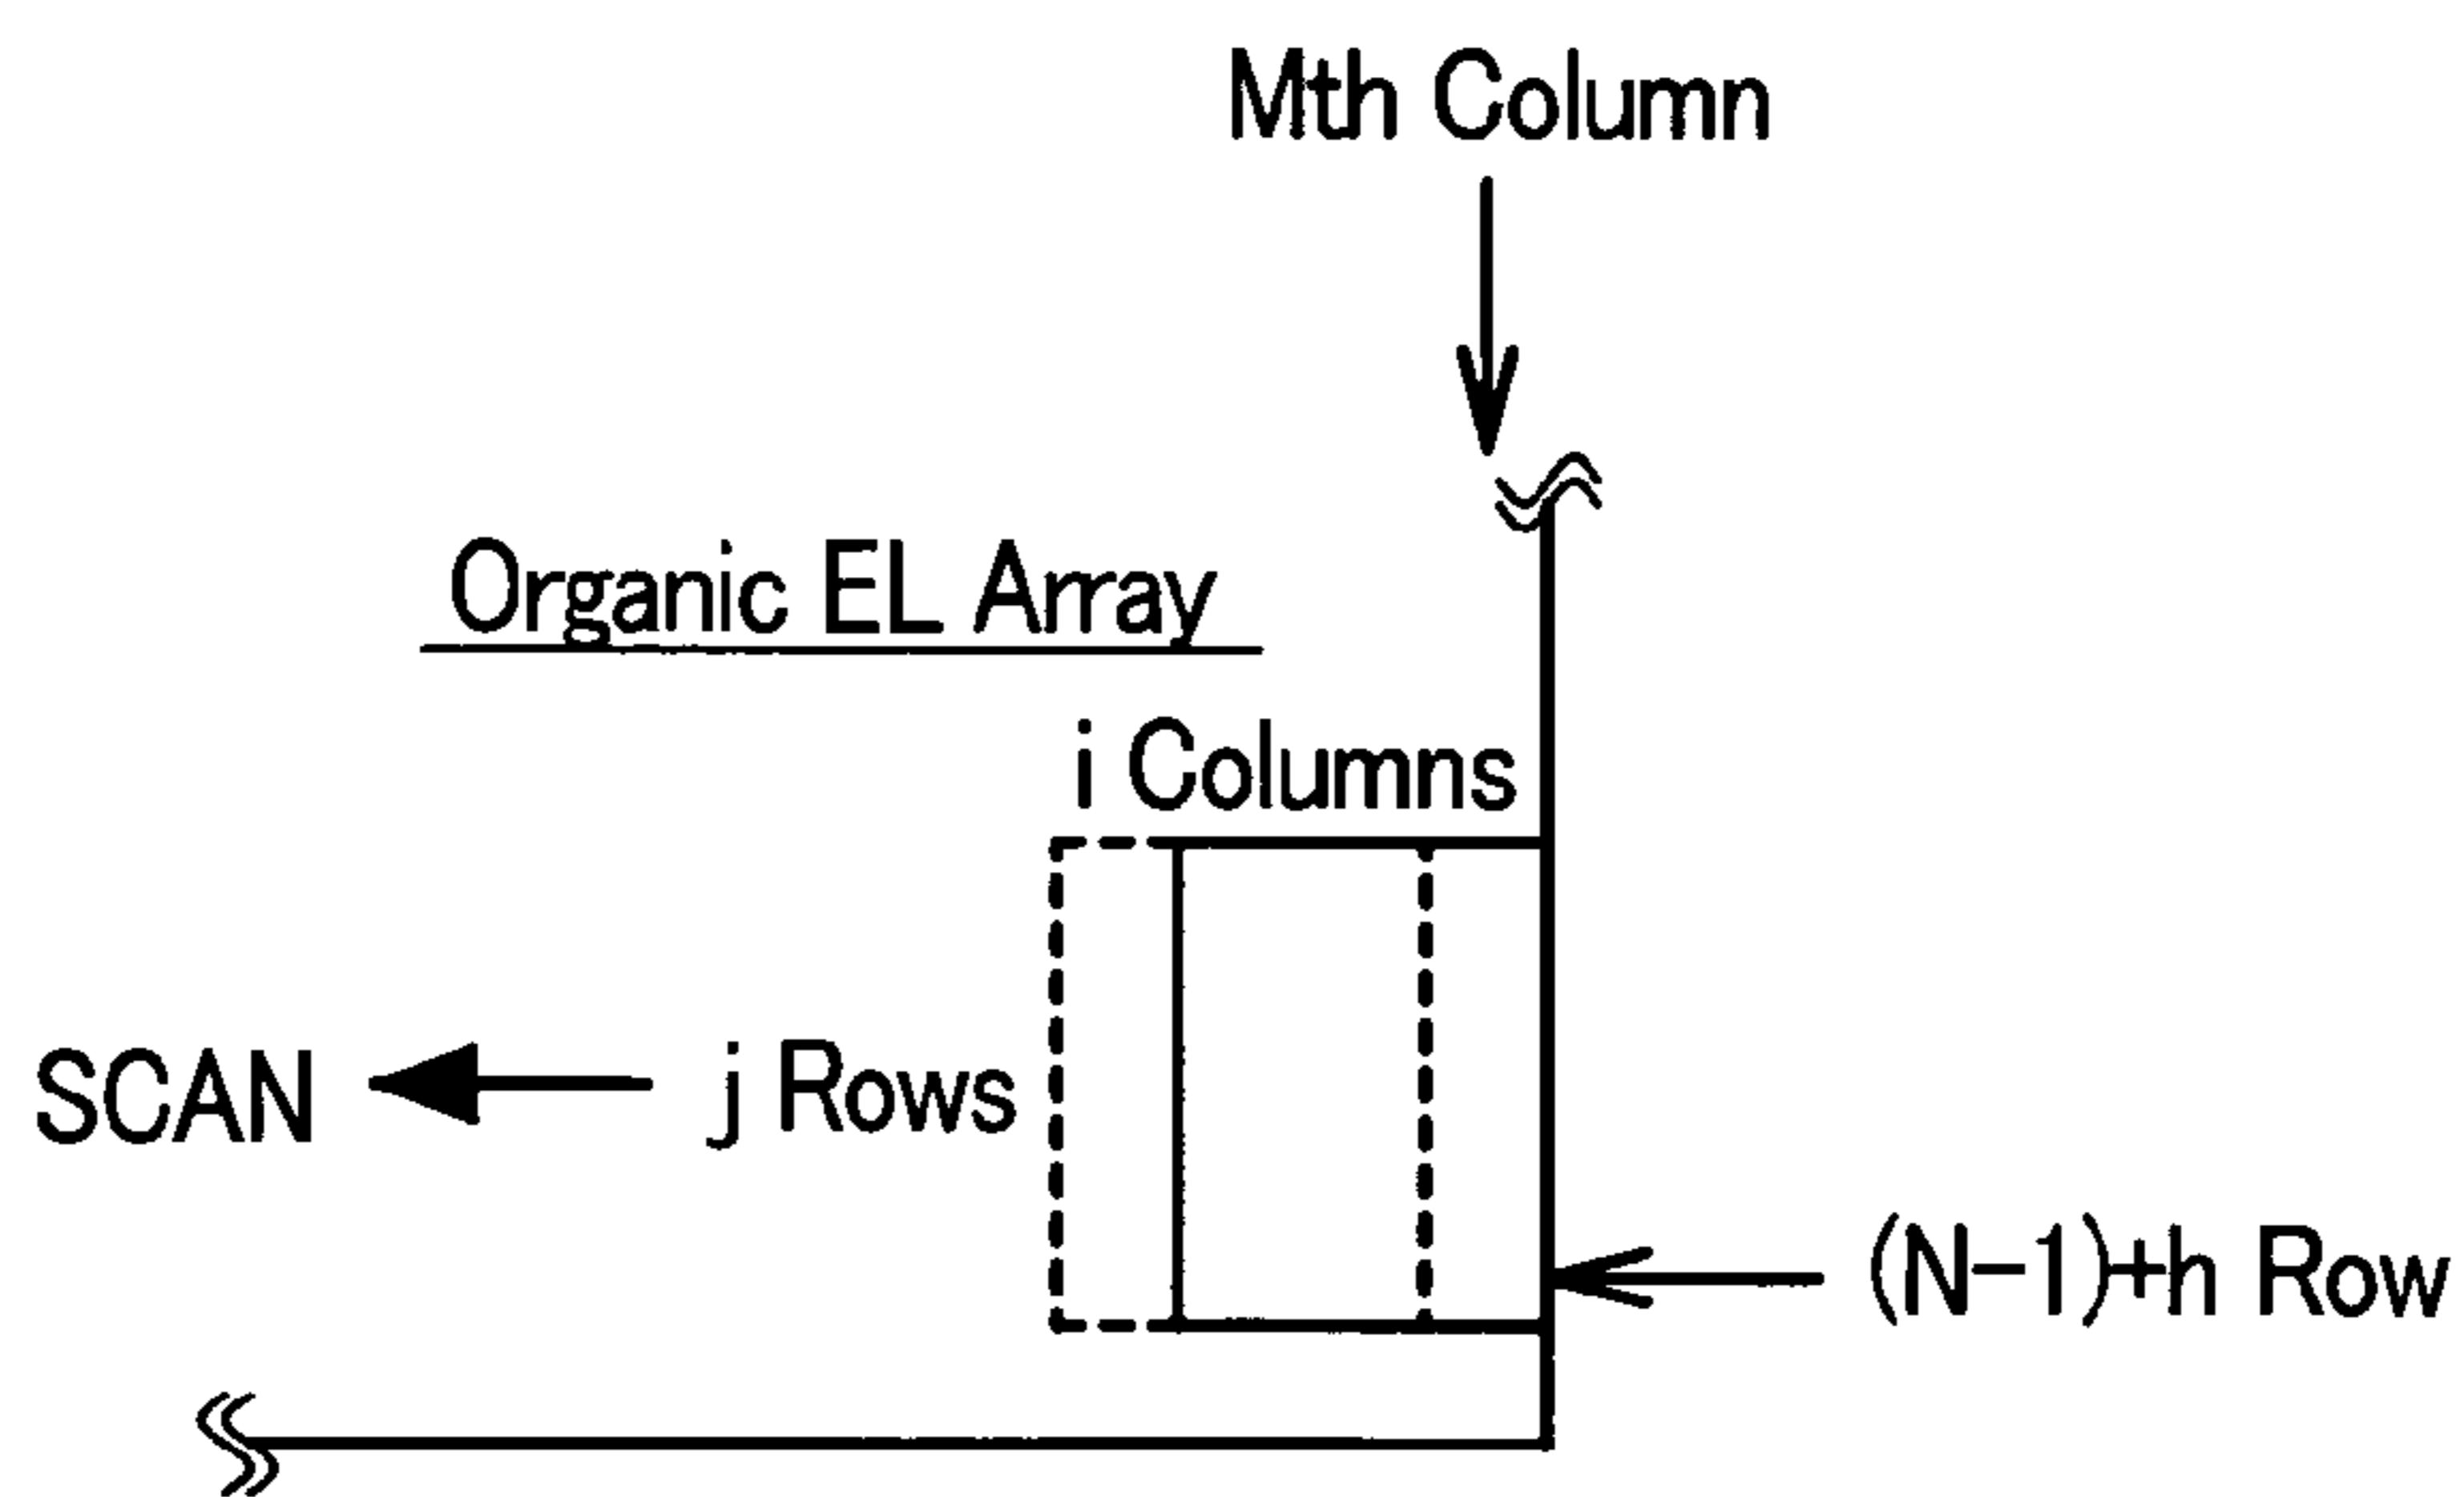 Mth Column
Organic EL Array
i Columns
SCAN
j Rows
(N-1)+h Row